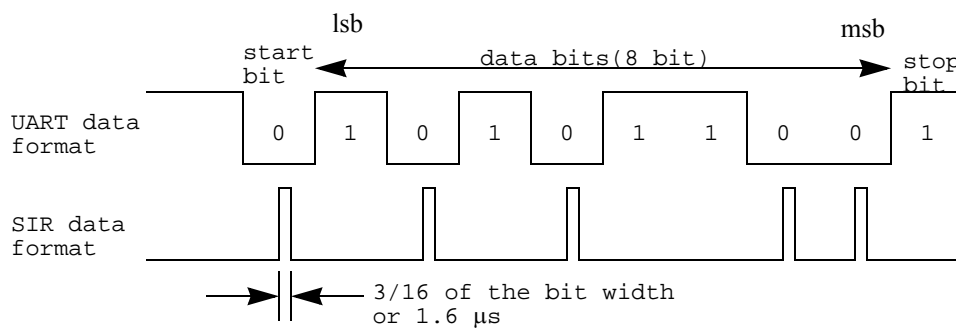 lsb
msb
start
bit
data bits(8 bit)
stop
bit
UART data
format
0 1 0 1 0 1 1 0 0 1
SIR data
format
3/16 of the bit width
or 1.6 μs